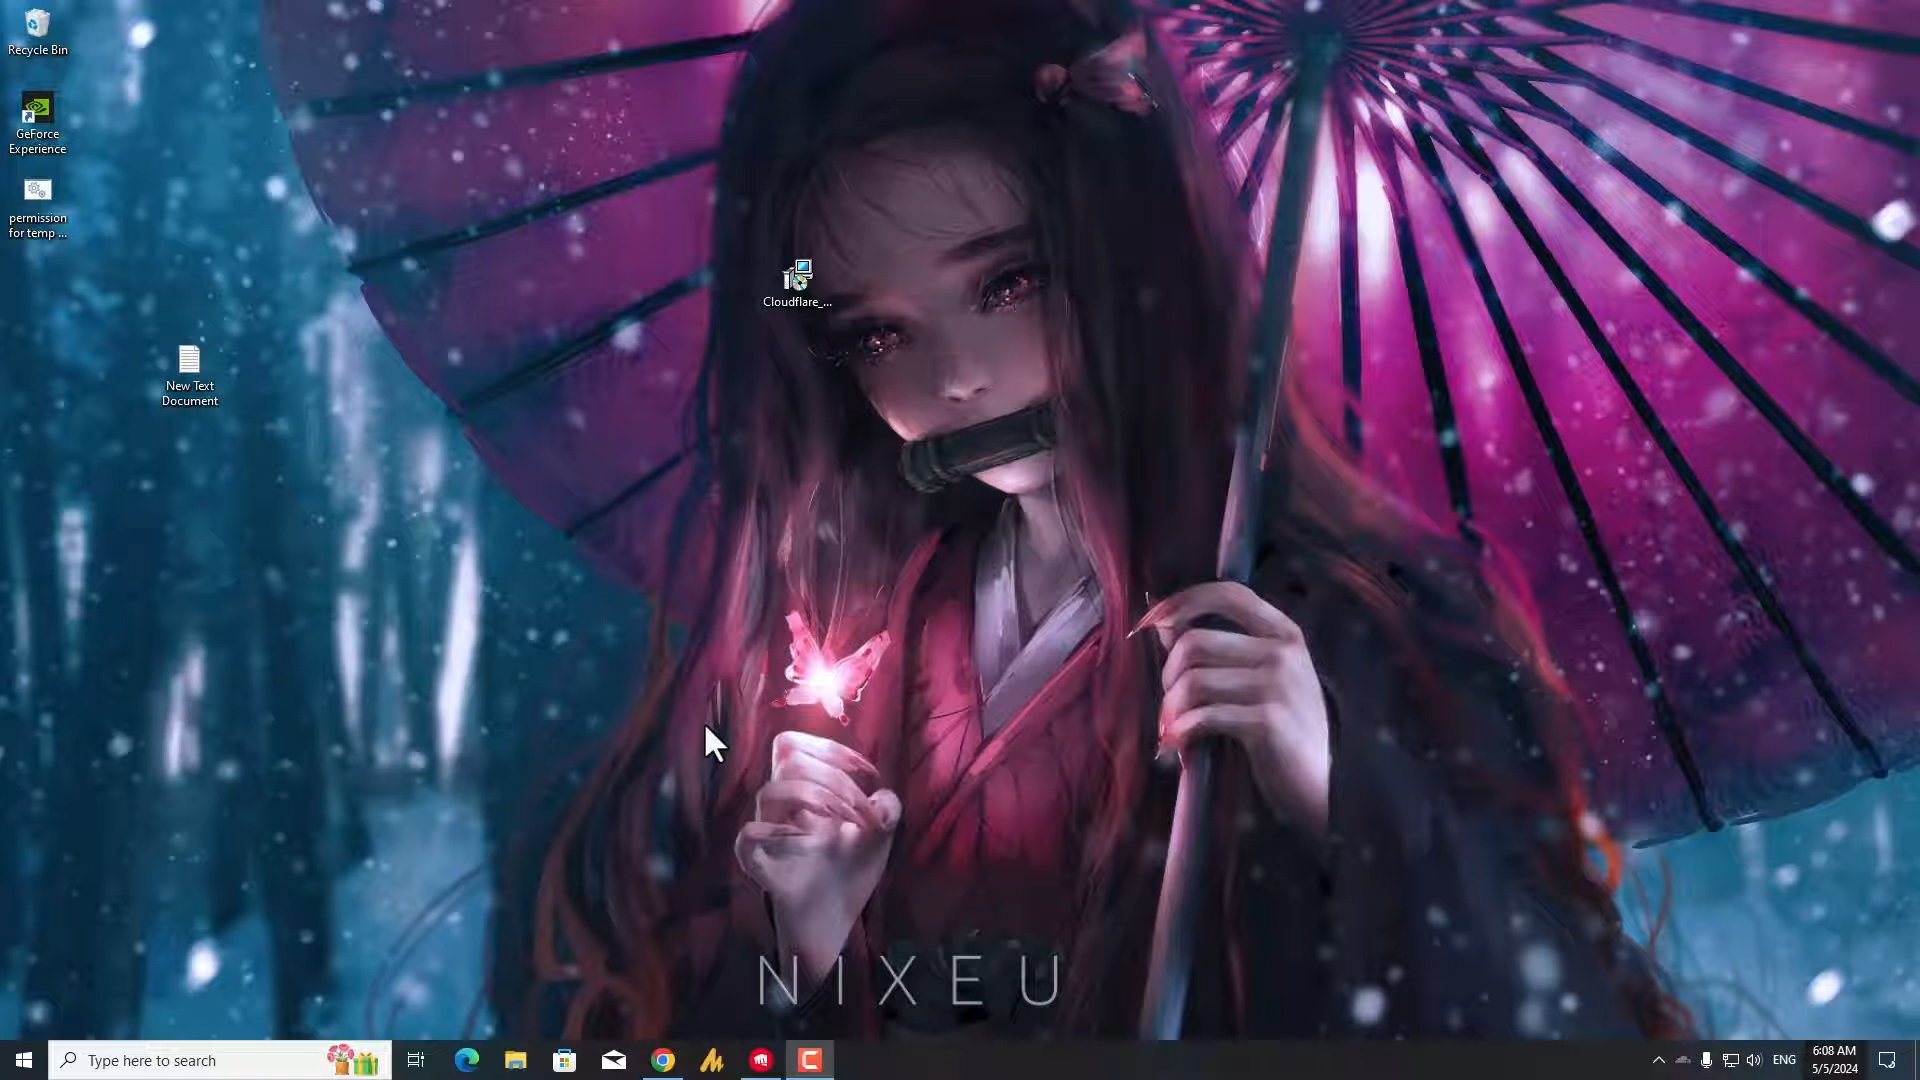 Recycle Bin
GeForce
Experience
permission
for temp ...
Cloudflare_...
New Text
Document
NIXEU
Type here to search
ENG
6:08 AM
5/5/2024